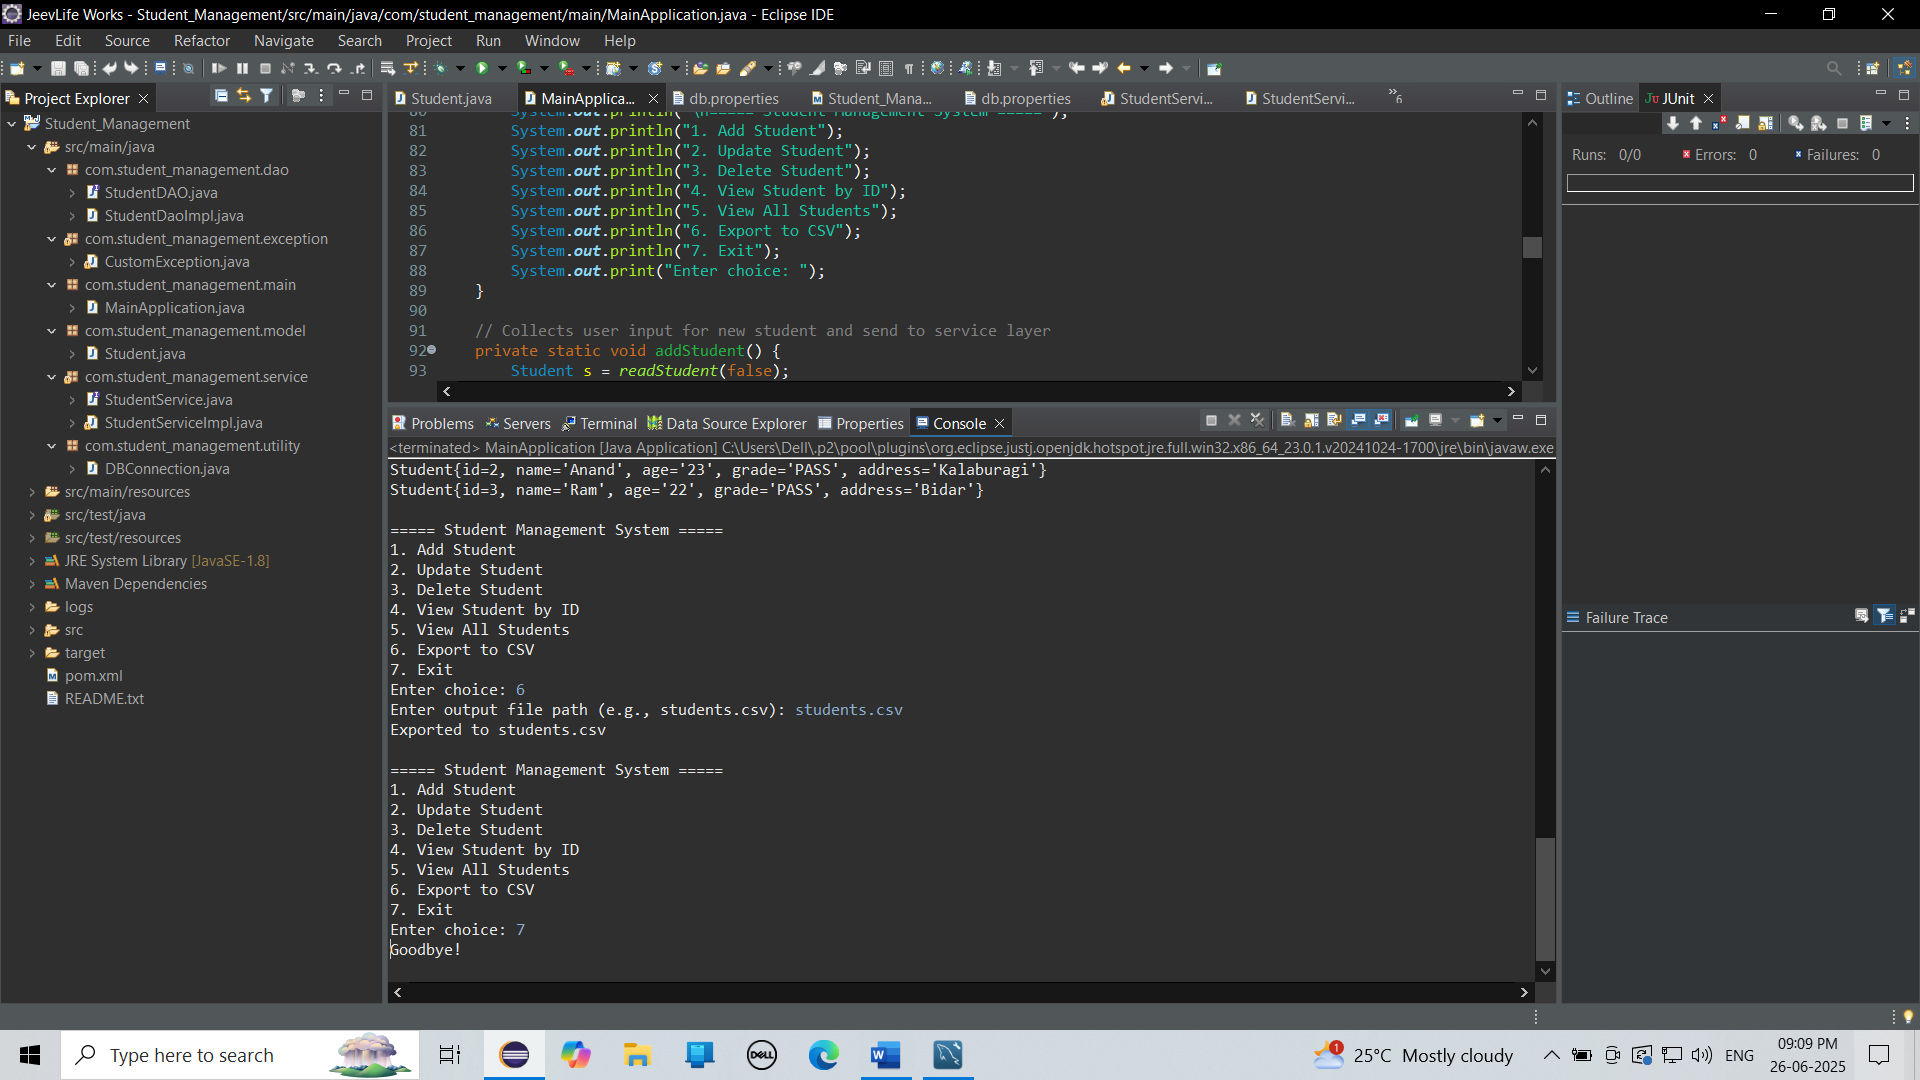 JeevLife Works - Student_Management/src/main/java/com/student_management/main/MainApplication.java - Eclipse IDE
File Edit Source Refactor Navigate Search Project Run Window Help
Project Explorer
Student_Management
src/main/java
com.student_management.dao
StudentDAO.java
StudentDaoImpl.java
com.student_management.exception
CustomException.java
com.student_management.main
MainApplication.java
com.student_management.model
Student.java
com.student_management.service
StudentService.java
StudentServiceImpl.java
com.student_management.utility
DBConnection.java
src/main/resources
src/test/java
src/test/resources
JRE System Library [JavaSE-1.8]
Maven Dependencies
logs
src
target
pom.xml
README.txt
Student.java MainApplica... db.properties Student_Mana... db.properties StudentServi... StudentServi... »6
80 System.out.println("\n===== Student Management System =====");
81 System.out.println("1. Add Student");
82 System.out.println("2. Update Student");
83 System.out.println("3. Delete Student");
84 System.out.println("4. View Student by ID");
85 System.out.println("5. View All Students");
86 System.out.println("6. Export to CSV");
87 System.out.println("7. Exit");
88 System.out.print("Enter choice: ");
89 }
90
91 // Collects user input for new student and send to service layer
92 private static void addStudent() {
93 Student s = readStudent(false);
Problems Servers Terminal Data Source Explorer Properties Console
<terminated> MainApplication [Java Application] C:\Users\Dell\.p2\pool\plugins\org.eclipse.justj.openjdk.hotspot.jre.full.win32.x86_64_23.0.1.v20241024-1700\jre\bin\javaw.exe
Student{id=2, name='Anand', age='23', grade='PASS', address='Kalaburagi'}
Student{id=3, name='Ram', age='22', grade='PASS', address='Bidar'}
===== Student Management System =====
1. Add Student
2. Update Student
3. Delete Student
4. View Student by ID
5. View All Students
6. Export to CSV
7. Exit
Enter choice: 6
Enter output file path (e.g., students.csv): students.csv
Exported to students.csv
===== Student Management System =====
1. Add Student
2. Update Student
3. Delete Student
4. View Student by ID
5. View All Students
6. Export to CSV
7. Exit
Enter choice: 7
Goodbye!
Outline JUnit
Runs: 0/0 Errors: 0 Failures: 0
Failure Trace
Type here to search
DELL
1
25°C Mostly cloudy
ENG
09:09 PM
26-06-2025